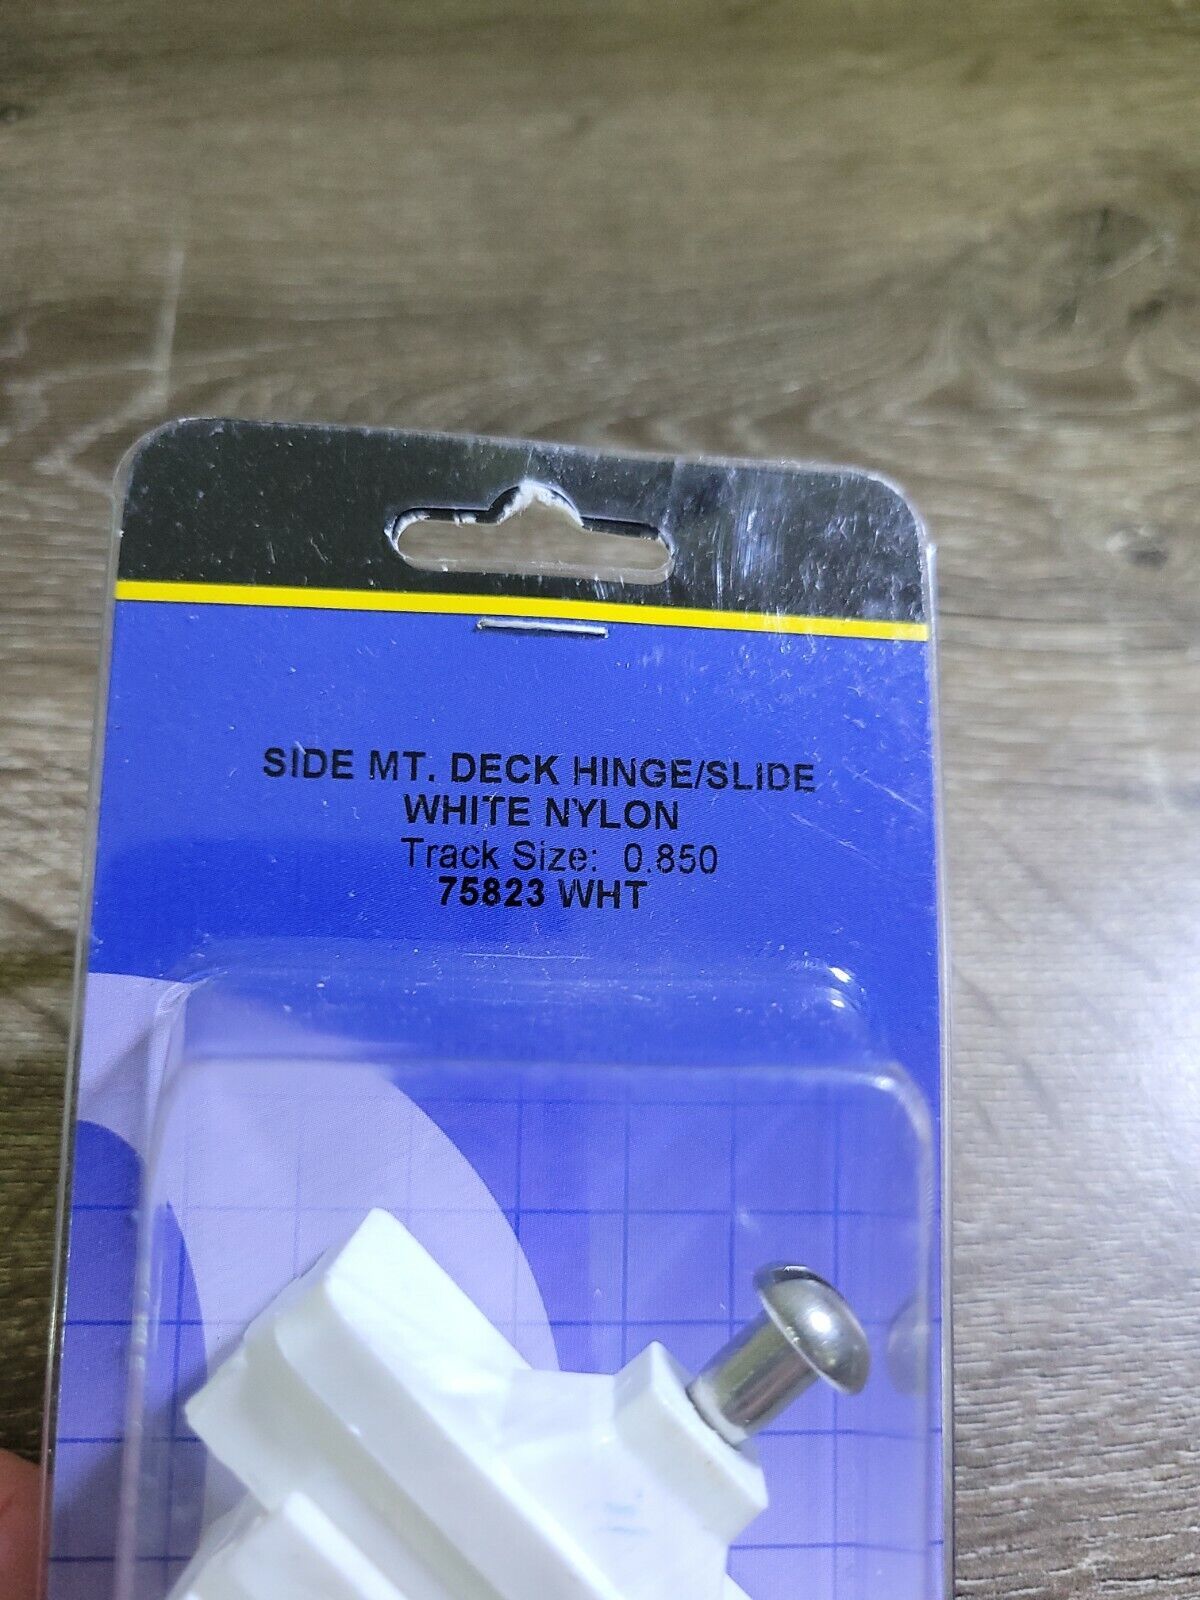 SIDE MT. DECK HINGE/SLIDE
WHITE NYLON
Track Size: 0.850
75823 WHT